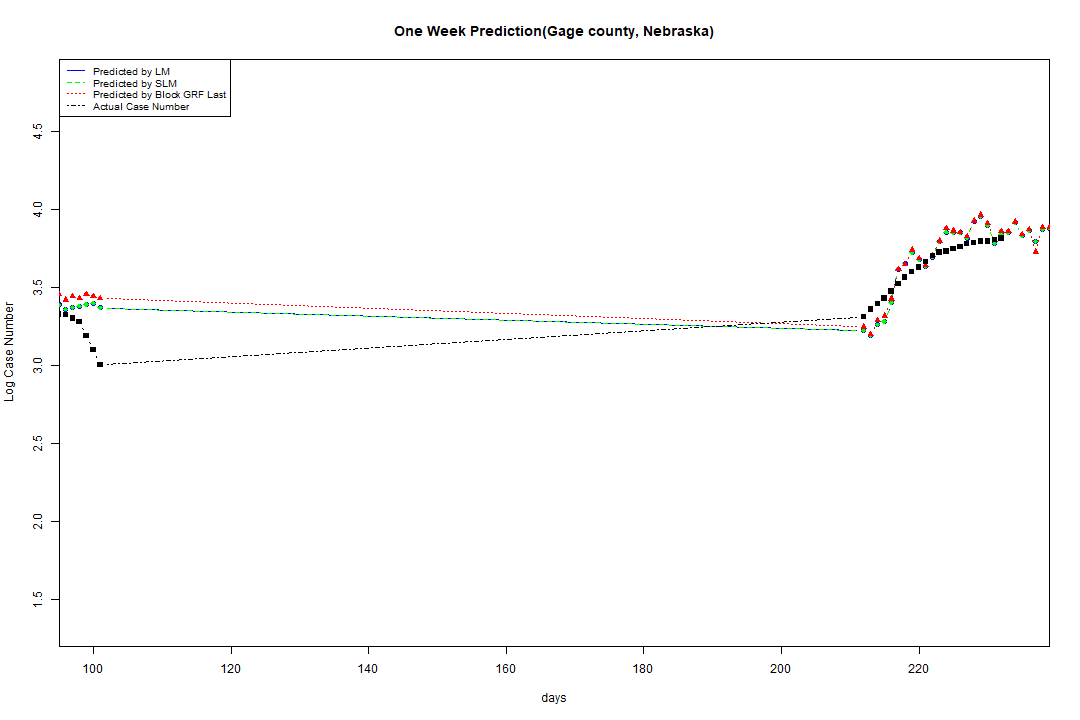 One Week Prediction(Gage county, Nebraska)
Predicted by LM
Predicted by SLM
Predicted by Block GRF Last
Actual Case Number
Log Case Number
4.5
4.0
3.5
3.0
2.5
2.0
1.5
100 120 140 160 180 200 220
days